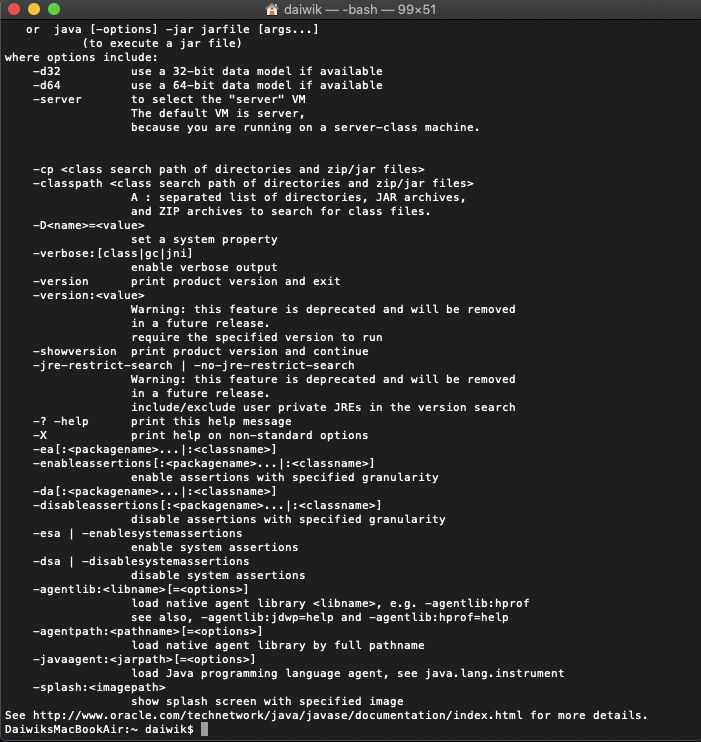 daiwik — -bash — 99×51
or  java [-options] -jar jarfile [args...]
(to execute a jar file)
where options include:
-d32          use a 32-bit data model if available
-d64          use a 64-bit data model if available
-server       to select the "server" VM
The default VM is server,
because you are running on a server-class machine.
-cp <class search path of directories and zip/jar files>
-classpath <class search path of directories and zip/jar files>
A : separated list of directories, JAR archives,
and ZIP archives to search for class files.
-D<name>=<value>
set a system property
-verbose:[class|gc|jni]
enable verbose output
-version      print product version and exit
-version:<value>
Warning: this feature is deprecated and will be removed
in a future release.
require the specified version to run
-showversion  print product version and continue
-jre-restrict-search | -no-jre-restrict-search
Warning: this feature is deprecated and will be removed
in a future release.
include/exclude user private JREs in the version search
-? -help      print this help message
-X            print help on non-standard options
-ea[:<packagename>...|:<classname>]
-enableassertions[:<packagename>...|:<classname>]
enable assertions with specified granularity
-da[:<packagename>...|:<classname>]
-disableassertions[:<packagename>...|:<classname>]
disable assertions with specified granularity
-esa | -enablesystemassertions
enable system assertions
-dsa | -disablesystemassertions
disable system assertions
-agentlib:<libname>[=<options>]
load native agent library <libname>, e.g. -agentlib:hprof
see also, -agentlib:jdwp=help and -agentlib:hprof=help
-agentpath:<pathname>[=<options>]
load native agent library by full pathname
-javaagent:<jarpath>[=<options>]
load Java programming language agent, see java.lang.instrument
-splash:<imagepath>
show splash screen with specified image
See http://www.oracle.com/technetwork/java/javase/documentation/index.html for more details.
DaiwiksMacBookAir:~ daiwik$